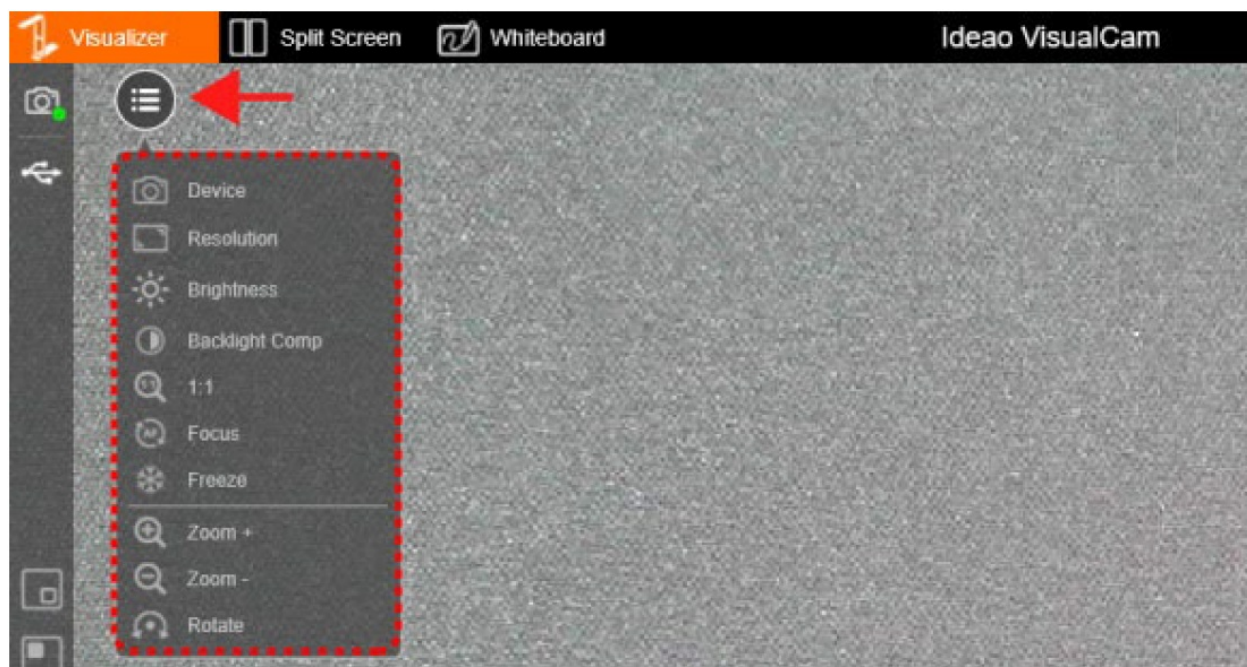 Visualizer
Split Screen
Whiteboard
Ideao VisualCam
Device
Resolution
Brightness
Backlight Comp
1:1
Focus
Freeze
Zoom +
Zoom -
Rotate